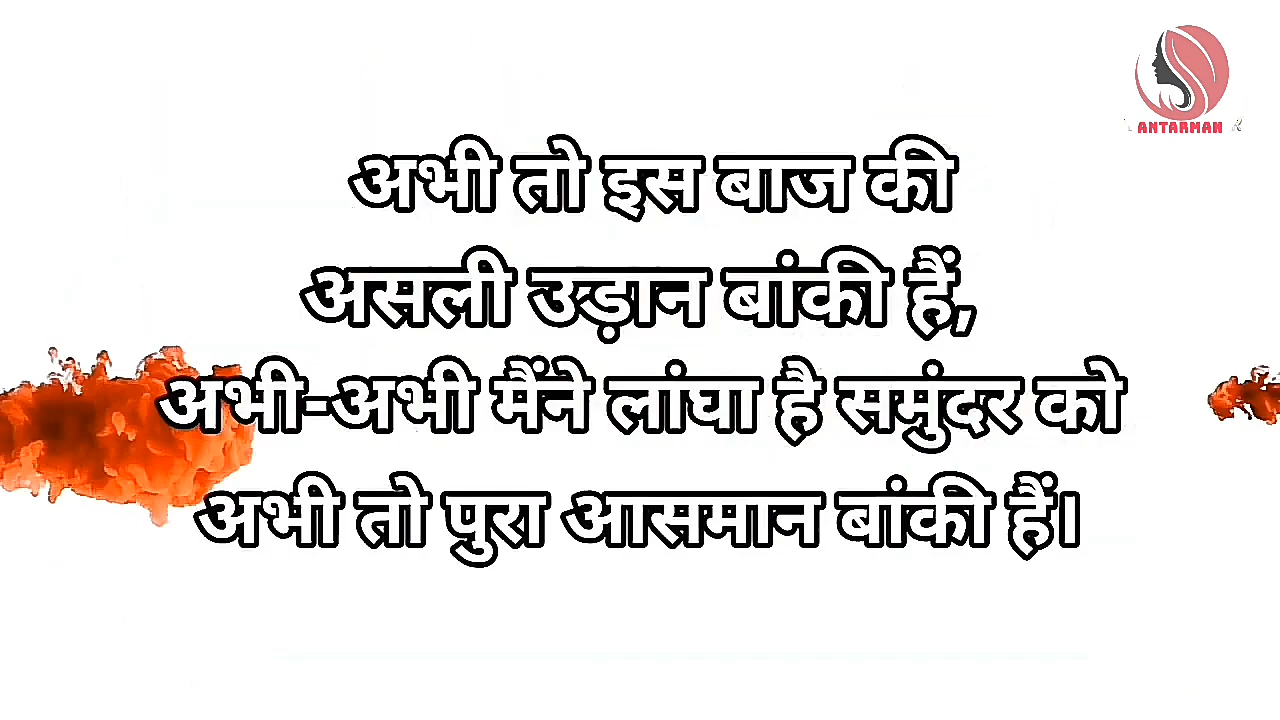 ANTARMAN
अभी तो इस बाज की
असली उड़ान बांकी हैं,
अभी-अभी मैंने लांघा है समुंदर को
अभी तो पुरा आसमान बांकी हैं।